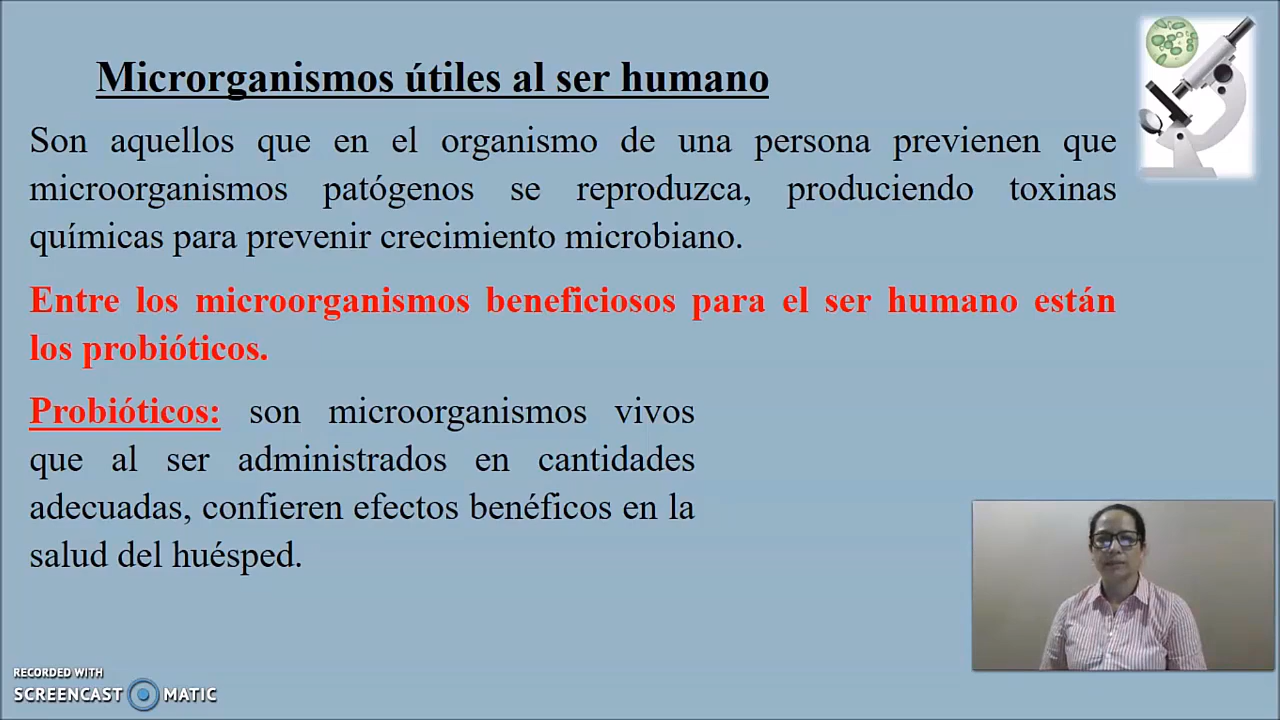 Microrganismos útiles al ser humano
Son aquellos que en el organismo de una persona previenen que
microorganismos patógenos se reproduzca, produciendo toxinas
químicas para prevenir crecimiento microbiano.
Entre los microorganismos beneficiosos para el ser humano están
los probióticos.
Probióticos: son microorganismos vivos
que al ser administrados en cantidades
adecuadas, confieren efectos benéficos en la
salud del huésped.
RECORDED WITH
SCREENCAST MATIC